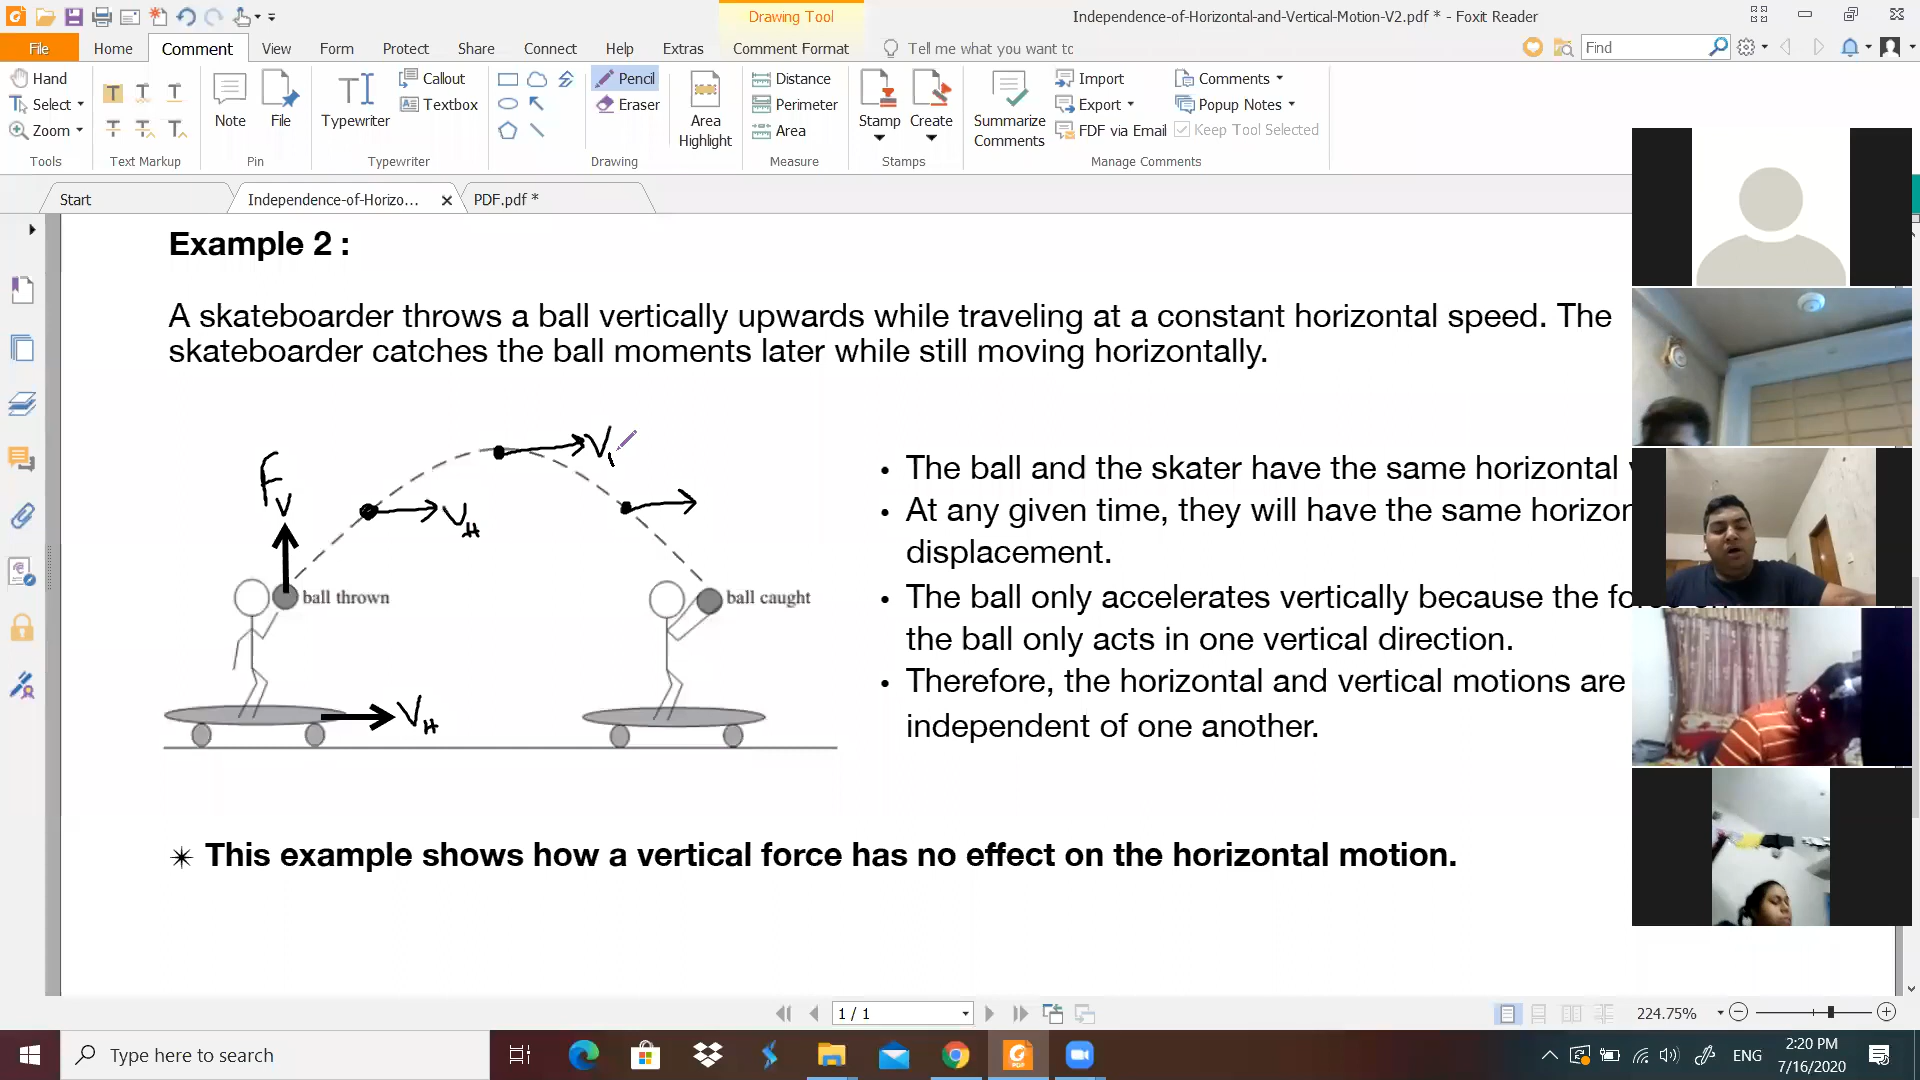 Drawing Tool
Independence-of-Horizontal-and-Vertical-Motion-V2.pdf * - Foxit Reader
File Home Comment View Form Protect Share Connect Help Extras Comment Format Tell me what you want to Find
Hand
Select
Zoom
Tools
Text Markup
Note
File
Pin
Typewriter
Typewriter
Callout
Textbox
Pencil
Eraser
Drawing
Area Highlight
Distance
Perimeter
Area
Measure
Stamp
Create
Stamps
Summarize Comments
Import
Export
FDF via Email
Comments
Popup Notes
Keep Tool Selected
Manage Comments
Start
Independence-of-Horizo...
PDF.pdf *
Example 2 :
A skateboarder throws a ball vertically upwards while traveling at a constant horizontal speed. The
skateboarder catches the ball moments later while still moving horizontally.
F
V
V
V
H
ball thrown
ball caught
V
H
• The ball and the skater have the same horizontal
• At any given time, they will have the same horizon
displacement.
• The ball only accelerates vertically because the
the ball only acts in one vertical direction.
• Therefore, the horizontal and vertical motions are
independent of one another.
✴ This example shows how a vertical force has no effect on the horizontal motion.
1 / 1
224.75%
Type here to search
ENG
2:20 PM
7/16/2020